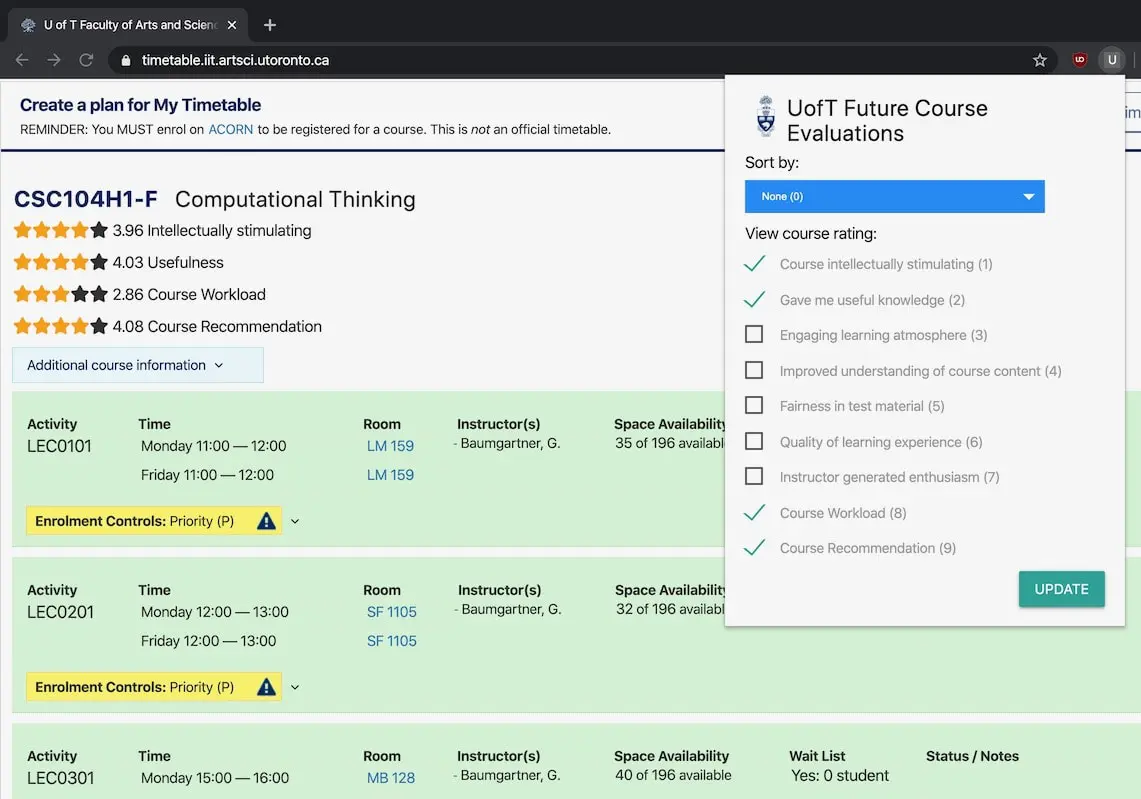 U of T Faculty of Arts and Scien
timetable.iit.artsci.utoronto.ca
U
Create a plan for My Timetable
REMINDER: You MUST enrol on ACORN to be registered for a course. This is not an official timetable.
CSC104H1-F Computational Thinking
3.96 Intellectually stimulating
4.03 Usefulness
2.86 Course Workload
4.08 Course Recommendation
Additional course information
Activity Time Room Instructor(s) Space Availability
LEC0101 Monday 11:00 — 12:00 LM 159 - Baumgartner, G. 35 of 196 availabl
Friday 11:00 — 12:00 LM 159
Enrolment Controls: Priority (P)
Activity Time Room Instructor(s) Space Availability
LEC0201 Monday 12:00 — 13:00 SF 1105 - Baumgartner, G. 32 of 196 availabl
Friday 12:00 — 13:00 SF 1105
Enrolment Controls: Priority (P)
Activity Time Room Instructor(s) Space Availability Wait List Status / Notes
LEC0301 Monday 15:00 — 16:00 MB 128 - Baumgartner, G. 40 of 196 available Yes: 0 student
UofT Future Course
Evaluations
Sort by:
None (0)
View course rating:
Course intellectually stimulating (1)
Gave me useful knowledge (2)
Engaging learning atmosphere (3)
Improved understanding of course content (4)
Fairness in test material (5)
Quality of learning experience (6)
Instructor generated enthusiasm (7)
Course Workload (8)
Course Recommendation (9)
UPDATE
im